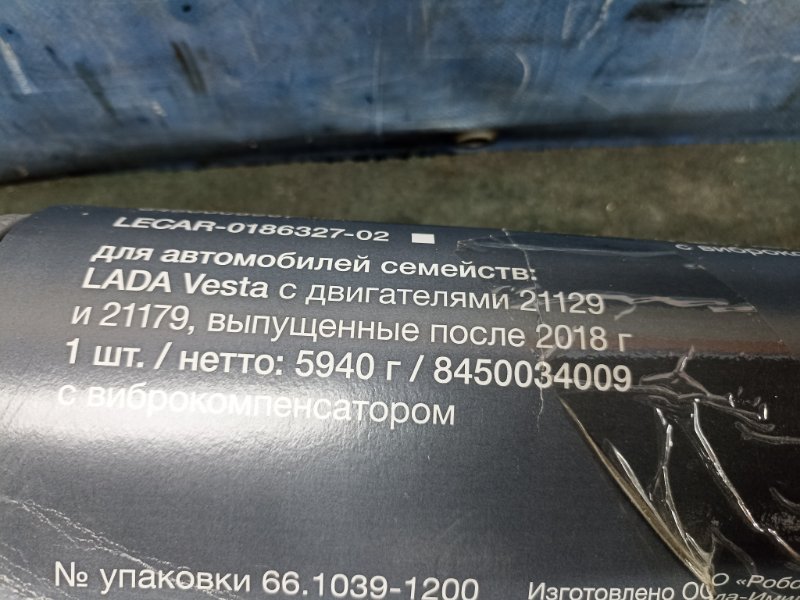 LECAR-0186327-02
для автомобилей семейств:
LADA Vesta с двигателями 21129
и 21179, выпущенные после 2018 г
1 шт. / нетто: 5940 г / 8450034009
с виброкомпенсатором
№ упаковки 66.1039-1200
Изготовлено